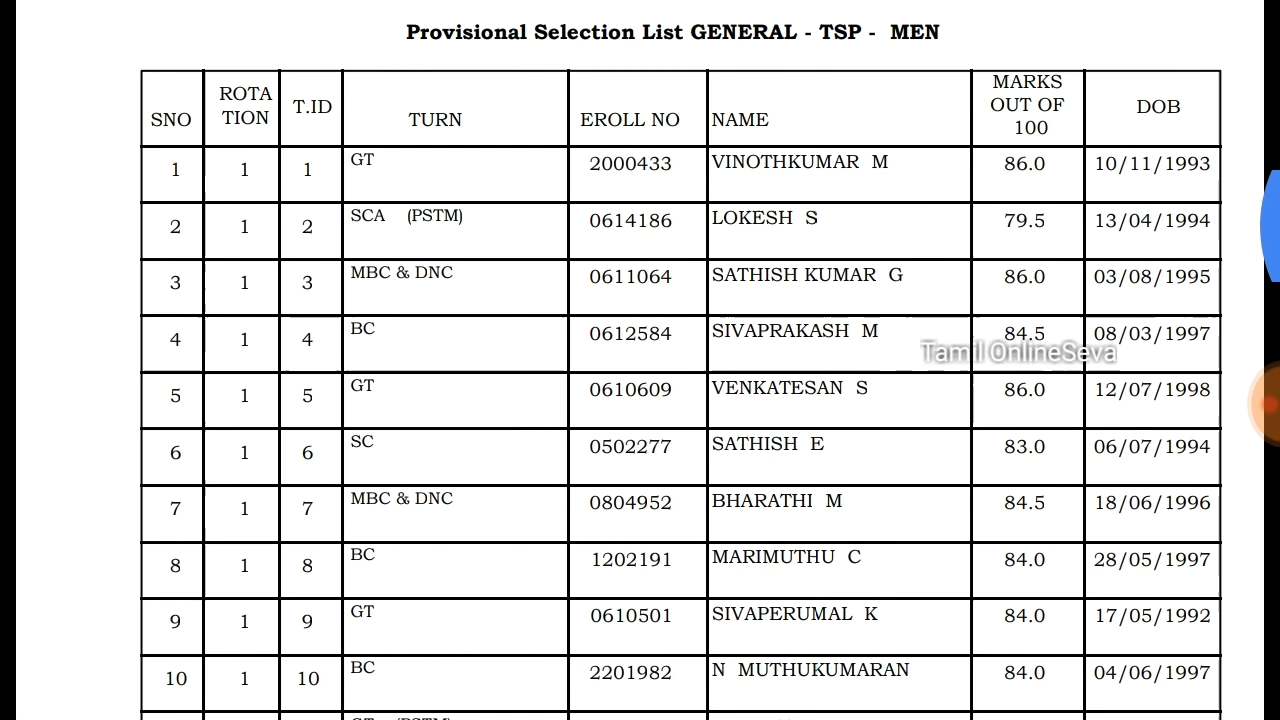 Provisional Selection List GENERAL - TSP - MEN
SNO ROTA TION T.ID TURN EROLL NO NAME MARKS OUT OF 100 DOB
1 1 1 GT 2000433 VINOTHKUMAR M 86.0 10/11/1993
2 1 2 SCA (PSTM) 0614186 LOKESH S 79.5 13/04/1994
3 1 3 MBC & DNC 0611064 SATHISH KUMAR G 86.0 03/08/1995
4 1 4 BC 0612584 SIVAPRAKASH M 84.5 08/03/1997
Tamil OnlineSeva
5 1 5 GT 0610609 VENKATESAN S 86.0 12/07/1998
6 1 6 SC 0502277 SATHISH E 83.0 06/07/1994
7 1 7 MBC & DNC 0804952 BHARATHI M 84.5 18/06/1996
8 1 8 BC 1202191 MARIMUTHU C 84.0 28/05/1997
9 1 9 GT 0610501 SIVAPERUMAL K 84.0 17/05/1992
10 1 10 BC 2201982 N MUTHUKUMARAN 84.0 04/06/1997